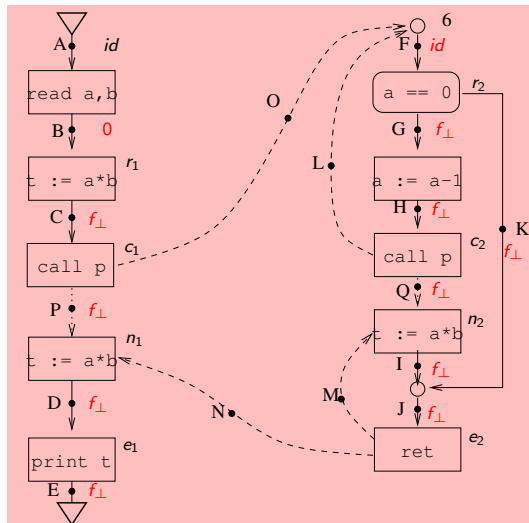 A
id
read a,b
B
0
r₁
t := a*b
C
f⊥
c₁
call p
P
f⊥
n₁
t := a*b
D
f⊥
e₁
print t
E
f⊥
O
L
N
M
6
F
id
r₂
a == 0
G
f⊥
a := a-1
H
f⊥
K
f⊥
c₂
call p
Q
f⊥
n₂
t := a*b
I
f⊥
J
f⊥
e₂
ret